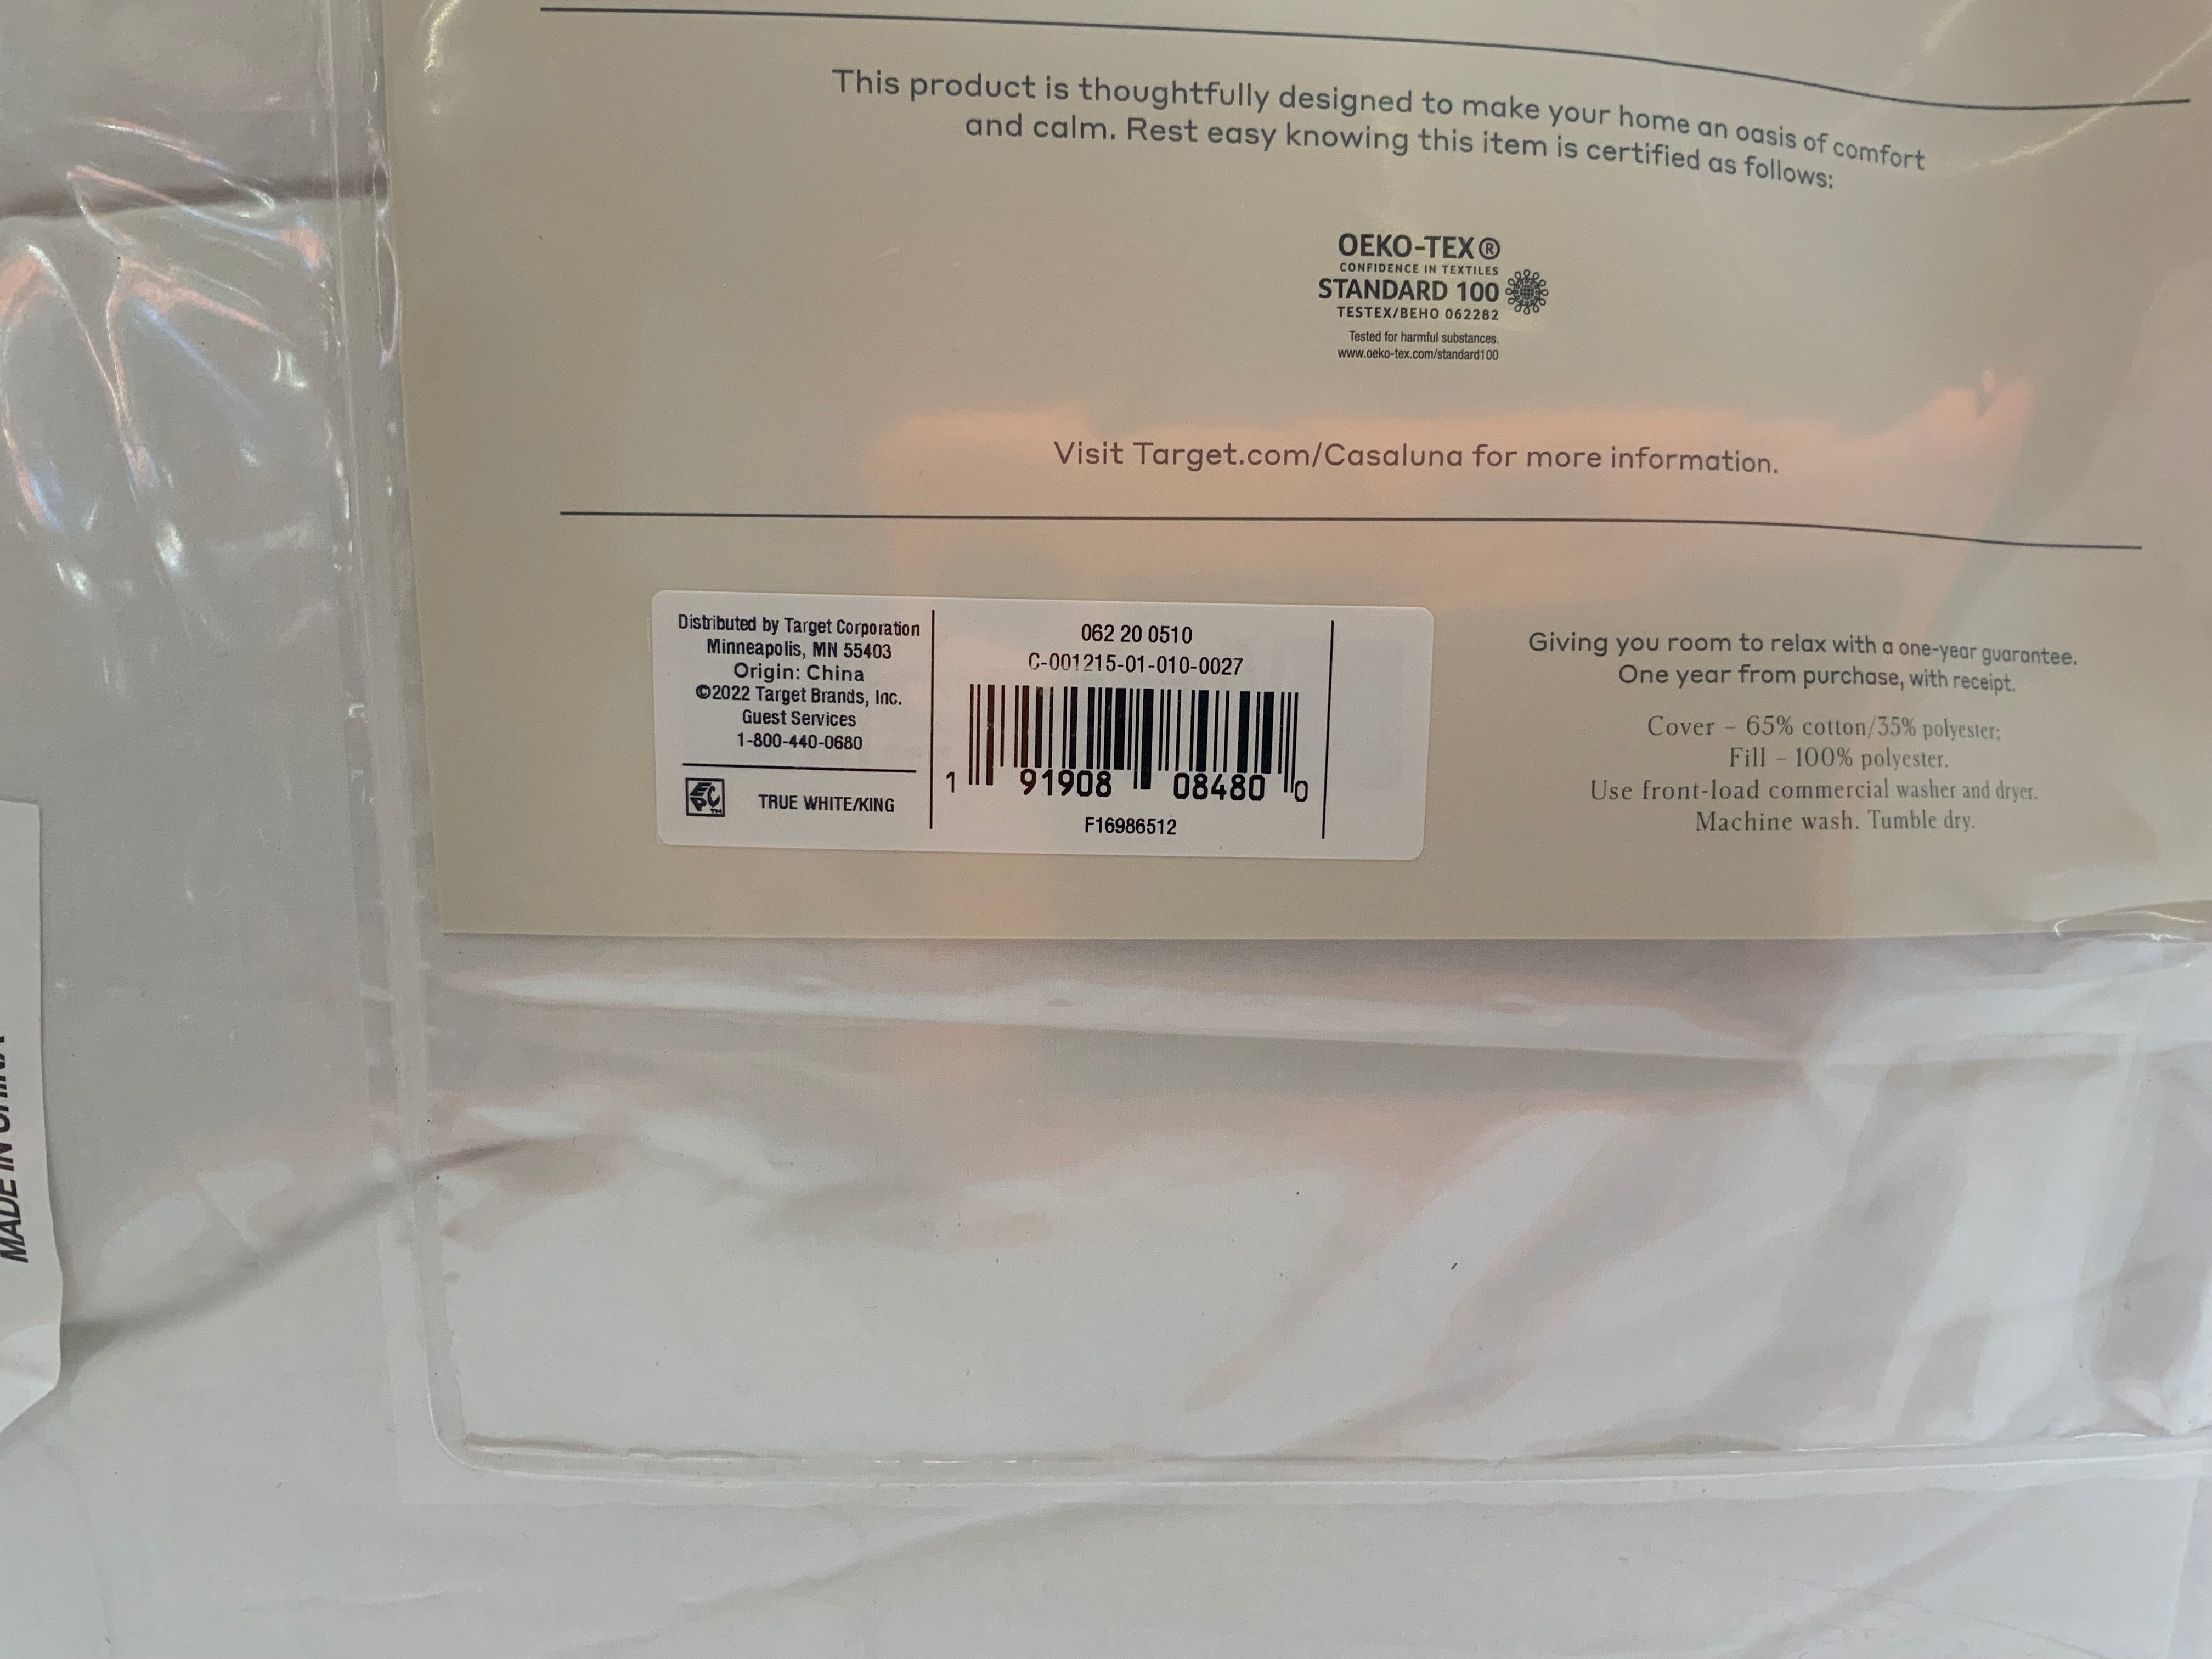 This product is thoughtfully designed to make your home an oasis of comfort
and calm. Rest easy knowing this item is certified as follows:
OEKO-TEX®
CONFIDENCE IN TEXTILES
STANDARD 100
TESTEX/BEHO 062282
Tested for harmful substances.
www.oeko-tex.com/standard100
Visit Target.com/Casaluna for more information.
Distributed by Target Corporation
Minneapolis, MN 55403
Origin: China
©2022 Target Brands, Inc.
Guest Services
1-800-440-0680
EPC™
TRUE WHITE/KING
062 20 0510
C-001215-01-010-0027
1 91908 08480 0
F16986512
Giving you room to relax with a one-year guarantee.
One year from purchase, with receipt.
Cover – 65% cotton/35% polyester;
Fill – 100% polyester.
Use front-load commercial washer and dryer.
Machine wash. Tumble dry.
MADE IN CHINA